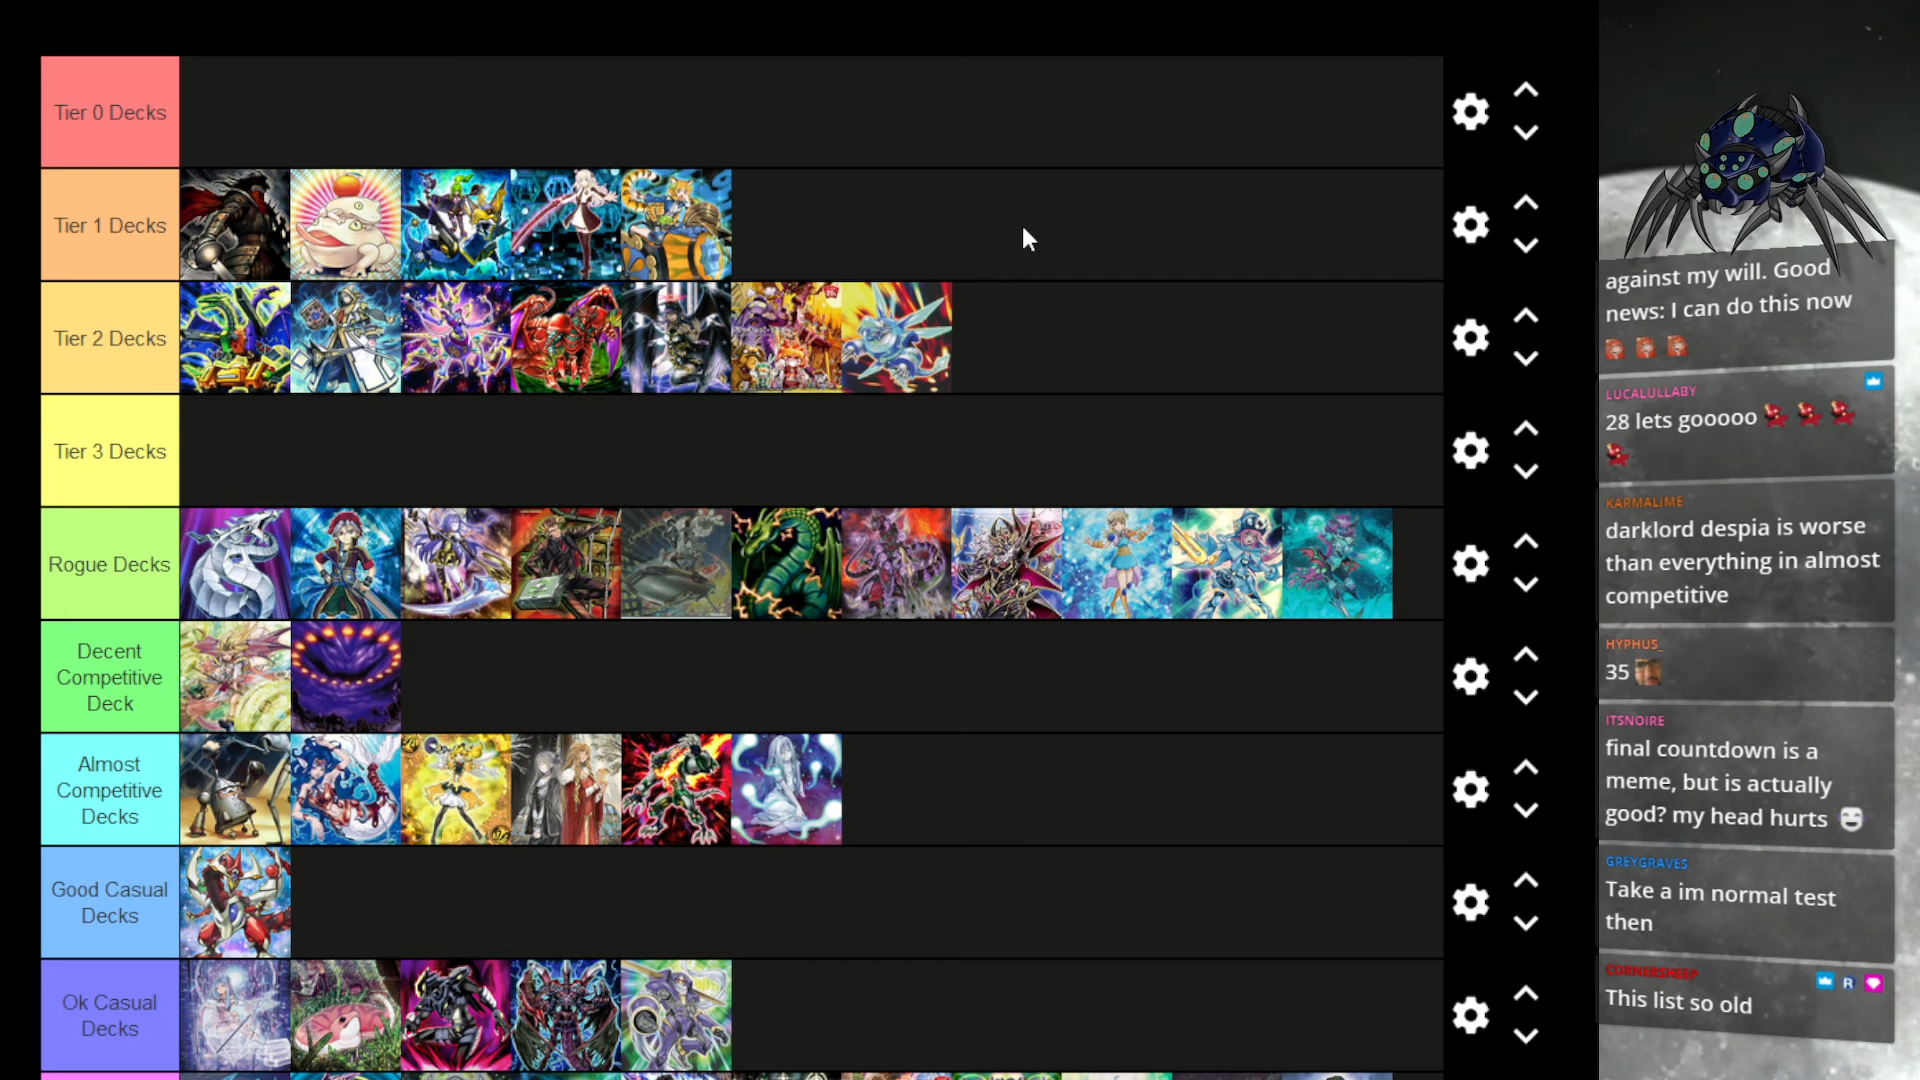 Tier 0 Decks
Tier 1 Decks
Tier 2 Decks
Tier 3 Decks
Rogue Decks
Decent
Competitive
Deck
Almost
Competitive
Decks
Good Casual
Decks
Ok Casual
Decks
against my will. Good
news: I can do this now
LUCALULLABY
28 lets gooooo
KARMALIME
darklord despia is worse
than everything in almost
competitive
HYPHUS_
35
ITSNOIRE
final countdown is a
meme, but is actually
good? my head hurts
GREYGRAVES
Take a im normal test
then
CORNERSHEEP
R
This list so old